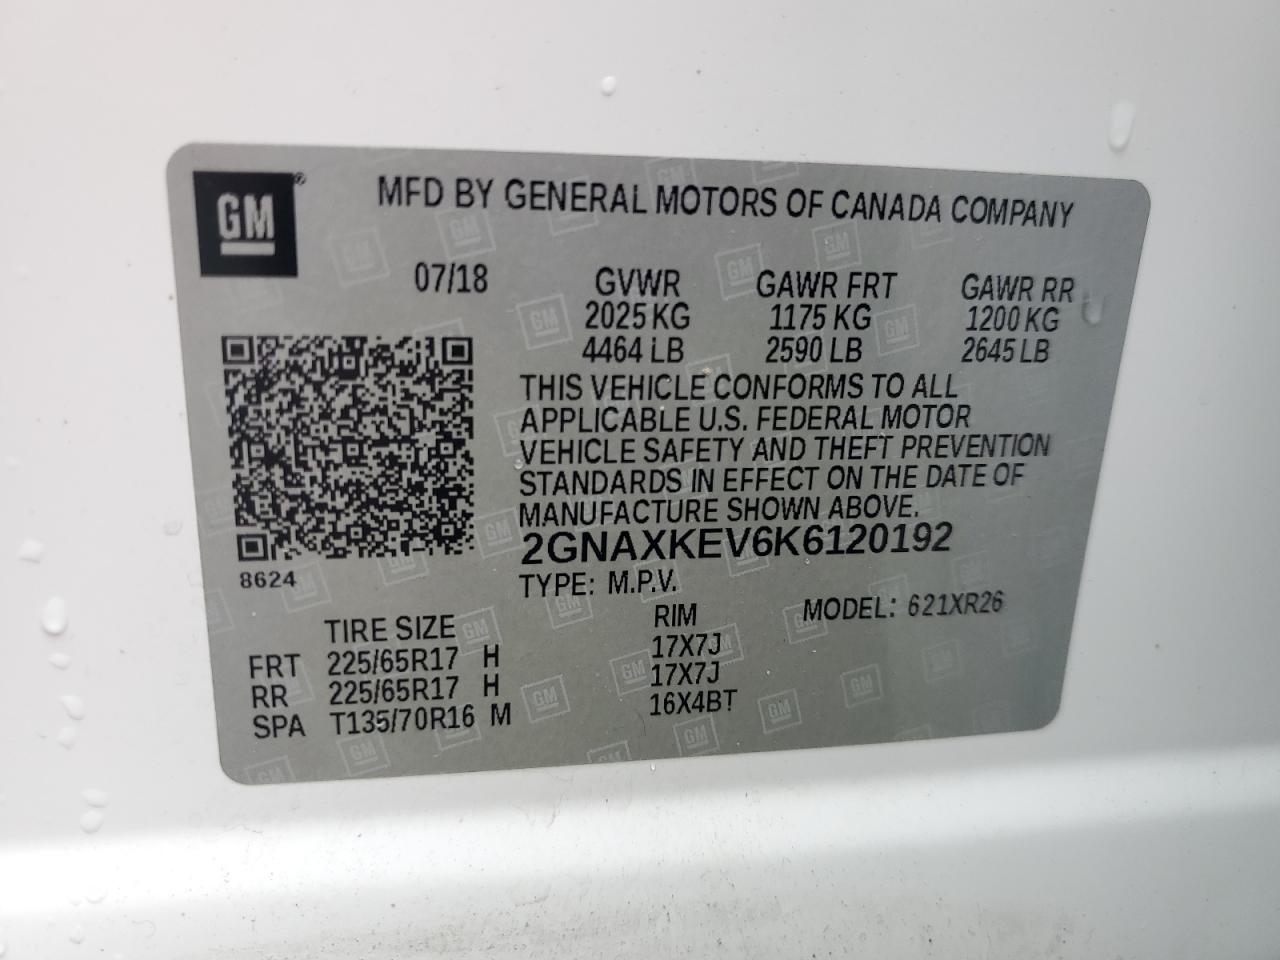 GM®
MFD BY GENERAL MOTORS OF CANADA COMPANY
07/18
GVWR GAWR FRT GAWR RR
2025 KG 1175 KG 1200 KG
4464 LB 2590 LB 2645 LB
THIS VEHICLE CONFORMS TO ALL
APPLICABLE U.S. FEDERAL MOTOR
VEHICLE SAFETY AND THEFT PREVENTION
STANDARDS IN EFFECT ON THE DATE OF
MANUFACTURE SHOWN ABOVE.
2GNAXKEV6K6120192
8624
TYPE: M.P.V.
MODEL: 621XR26
TIRE SIZE RIM
FRT 225/65R17 H 17X7J
RR 225/65R17 H 17X7J
SPA T135/70R16 M 16X4BT